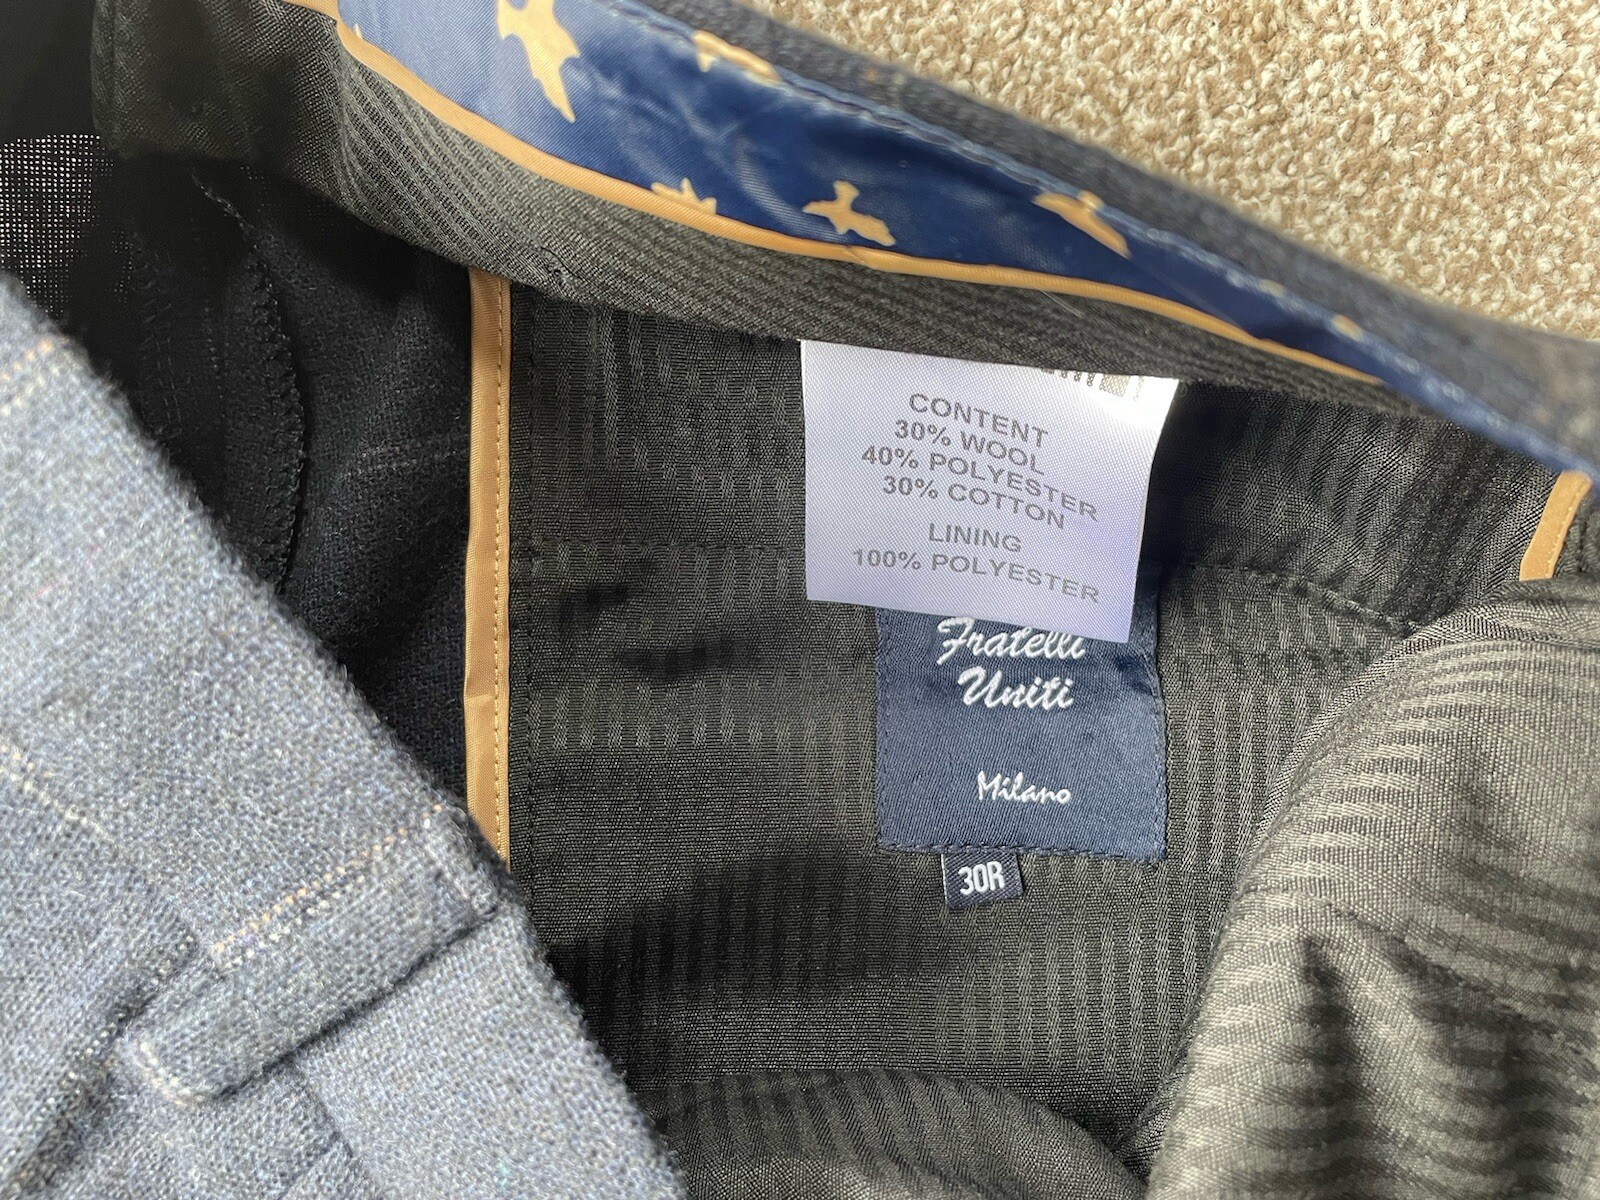 CONTENT
30% WOOL
40% POLYESTER
30% COTTON
LINING
100% POLYESTER
Fratelli
Uniti
Milano
30R